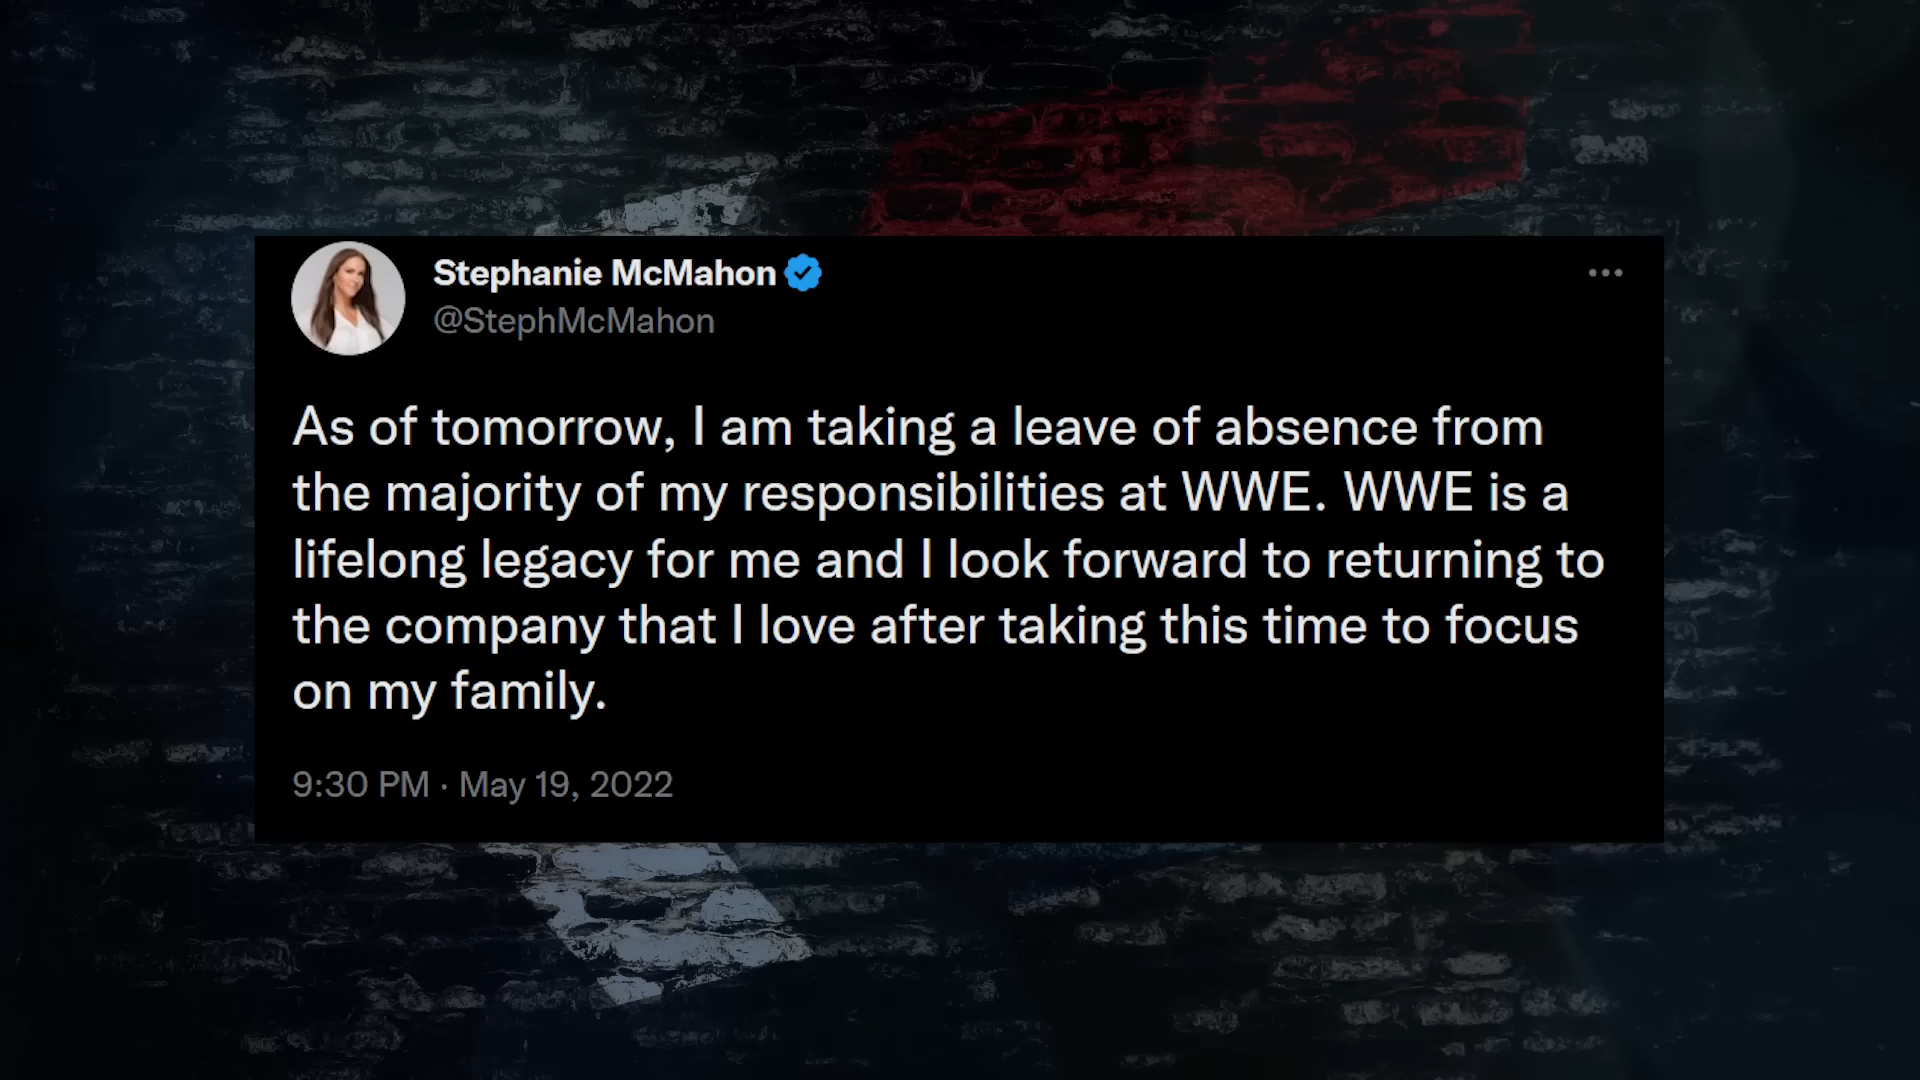 Stephanie McMahon
@StephMcMahon
As of tomorrow, I am taking a leave of absence from
the majority of my responsibilities at WWE. WWE is a
lifelong legacy for me and I look forward to returning to
the company that I love after taking this time to focus
on my family.
9:30 PM · May 19, 2022